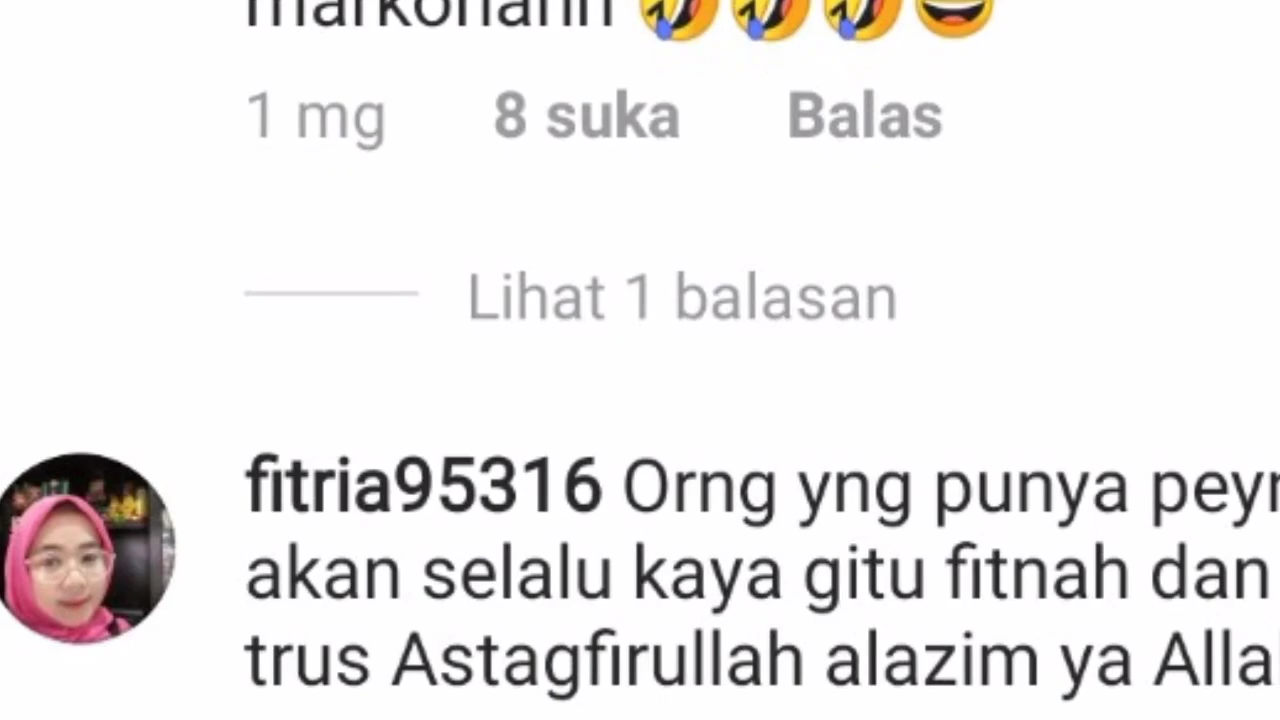 1 mg 8 suka Balas
Lihat 1 balasan
fitria95316 Orng yng punya
akan selalu kaya gitu fitnah dan
trus Astagfirullah alazim ya